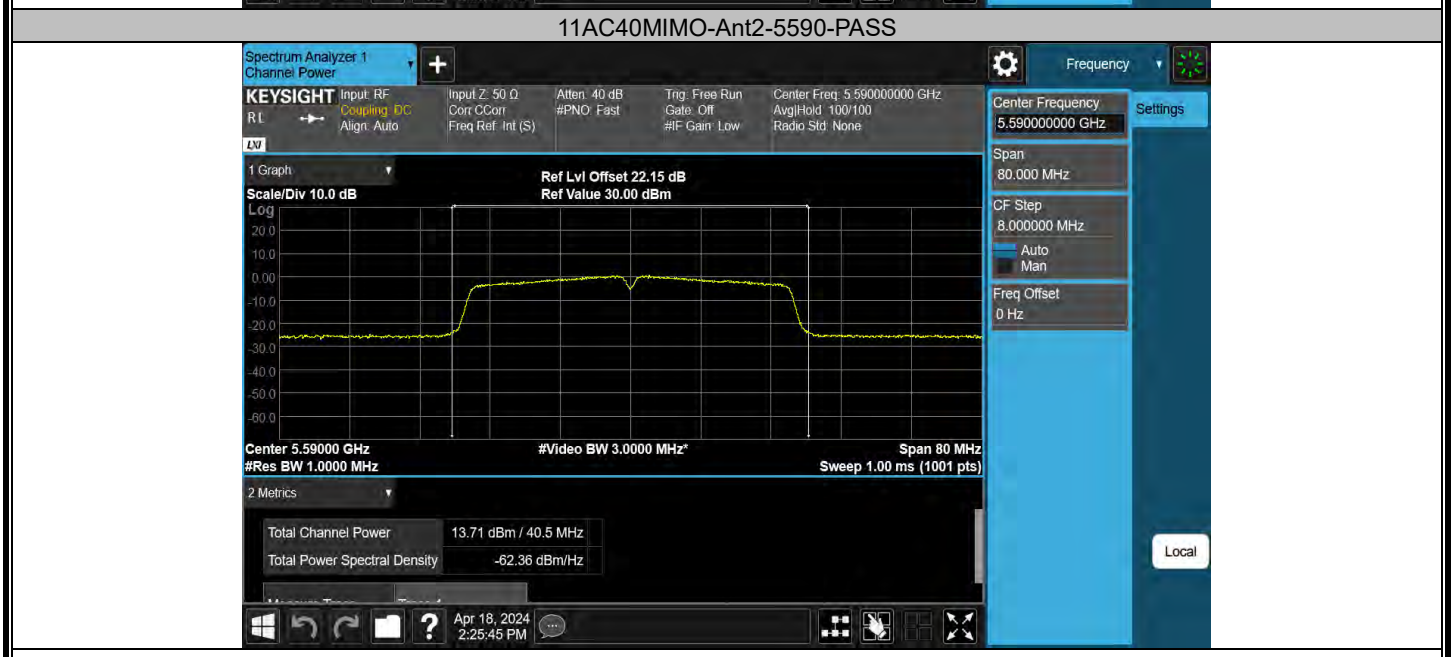 11AC40MIMO-Ant2-5590-PASS
Spectrum Analyzer 1
Channel Power
Frequency
KEYSIGHT
Input: RF
Coupling: DC
Align: Auto
Input Z: 50 Ω
Corr CCorr
Freq Ref: Int (S)
Atten: 40 dB
#PNO: Fast
Trig: Free Run
Gate: Off
#IF Gain: Low
Center Freq: 5.590000000 GHz
Avg|Hold: 100/100
Radio Std: None
LXI
Center Frequency
5.590000000 GHz
Settings
Span
80.000 MHz
CF Step
8.000000 MHz
Auto
Man
Freq Offset
0 Hz
1 Graph
Scale/Div 10.0 dB
Ref Lvl Offset 22.15 dB
Ref Value 30.00 dBm
Log
20.0
10.0
0.00
-10.0
-20.0
-30.0
-40.0
-50.0
-60.0
Center 5.59000 GHz
#Video BW 3.0000 MHz*
Span 80 MHz
#Res BW 1.0000 MHz
Sweep 1.00 ms (1001 pts)
2 Metrics
Total Channel Power 13.71 dBm / 40.5 MHz
Total Power Spectral Density -62.36 dBm/Hz
Local
Apr 18, 2024
2:25:45 PM